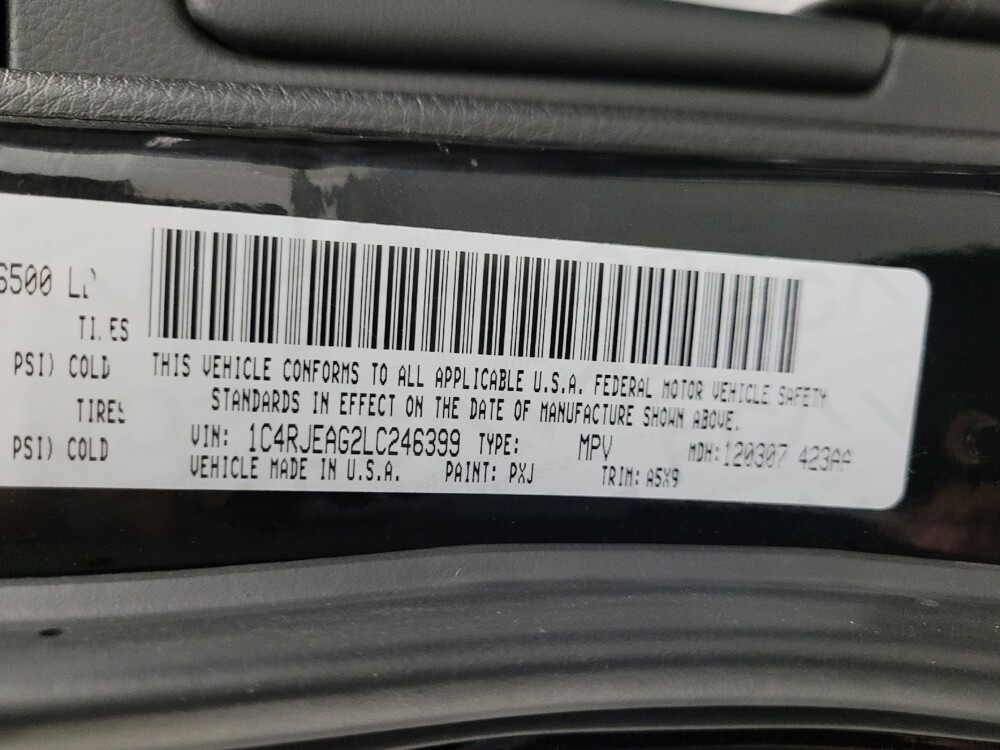 6500 L
TI.ES
PSI) COLD
TIRES
PSI) COLD
THIS VEHICLE CONFORMS TO ALL APPLICABLE U.S.A. FEDERAL MOTOR VEHICLE SAFETY
STANDARDS IN EFFECT ON THE DATE OF MANUFACTURE SHOWN ABOVE.
VIN: 1C4RJEAG2LC246399 TYPE: MPV MDH:120307 423AA
VEHICLE MADE IN U.S.A. PAINT: PXJ TRIM: A5X9